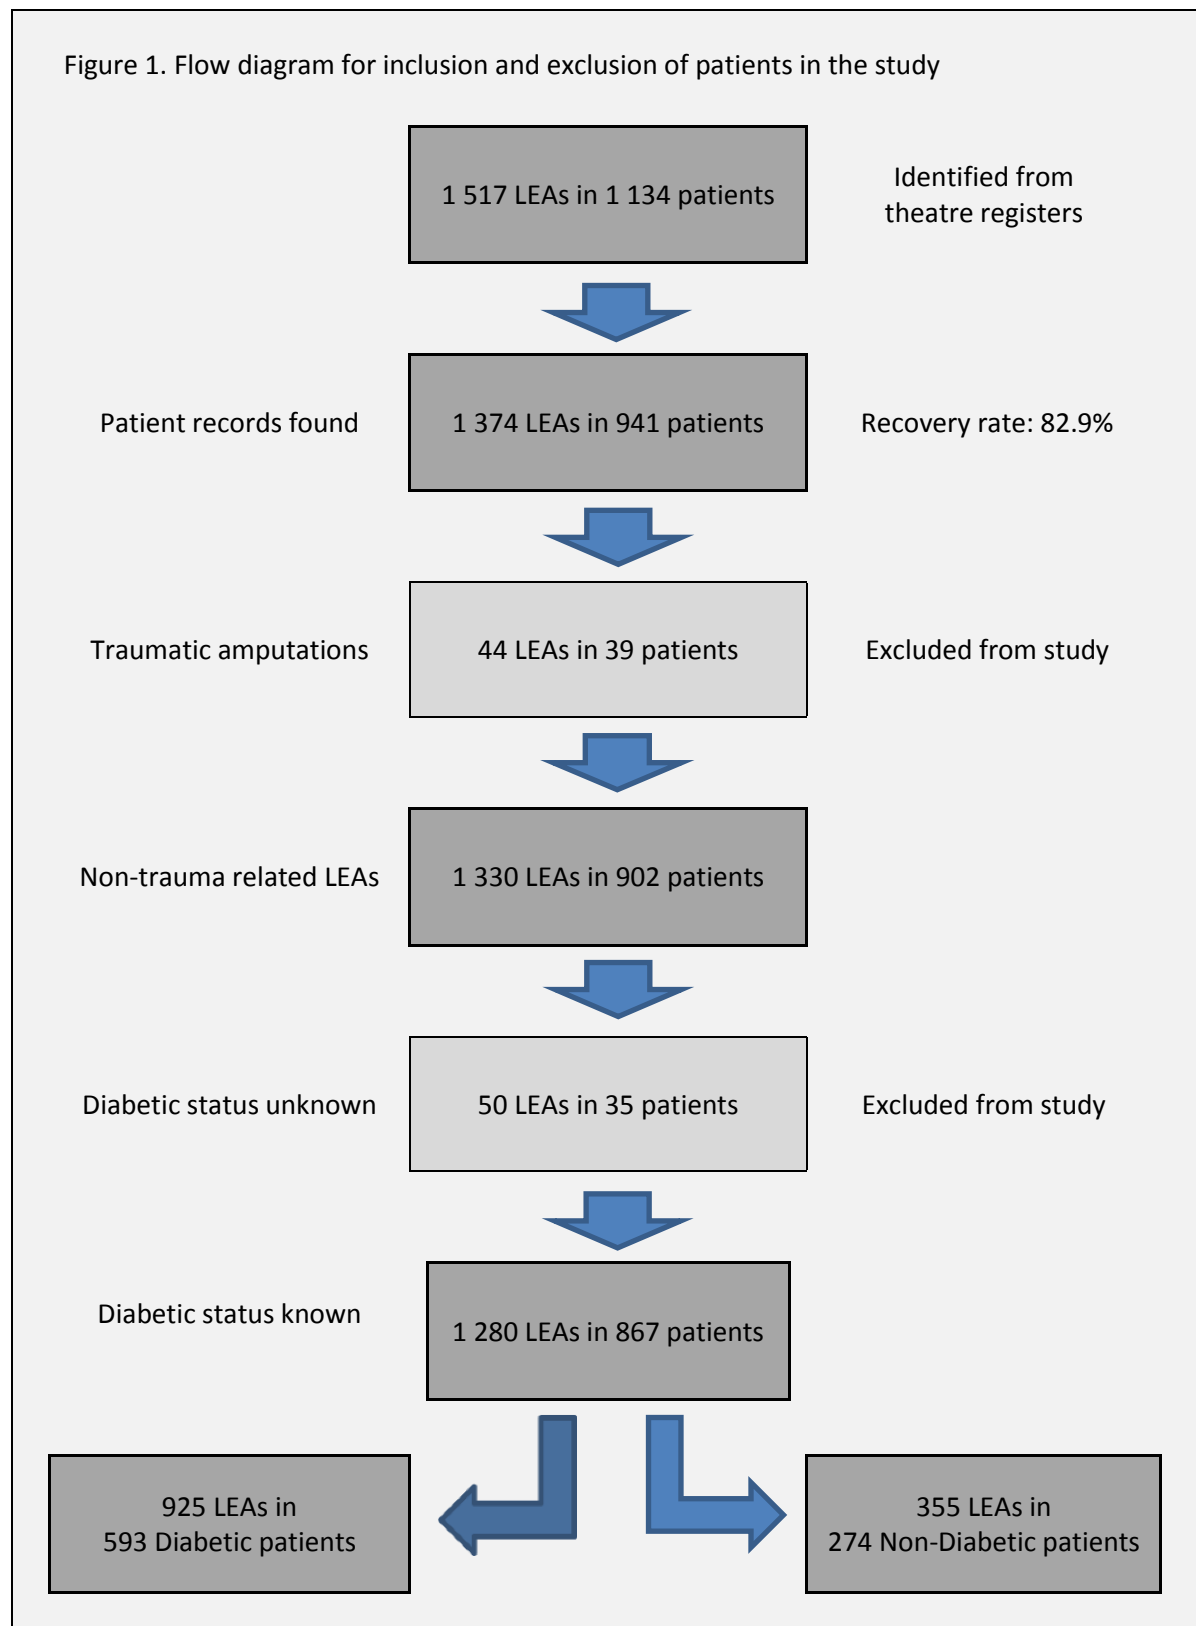 Figure 1. Flow diagram for inclusion and exclusion of patients in the study
1 517 LEAs in 1 134 patients
Identified from
theatre registers
Patient records found
1 374 LEAs in 941 patients
Recovery rate: 82.9%
Traumatic amputations
44 LEAs in 39 patients
Excluded from study
Non-trauma related LEAs
1 330 LEAs in 902 patients
Diabetic status unknown
50 LEAs in 35 patients
Excluded from study
Diabetic status known
1 280 LEAs in 867 patients
925 LEAs in
593 Diabetic patients
355 LEAs in
274 Non-Diabetic patients